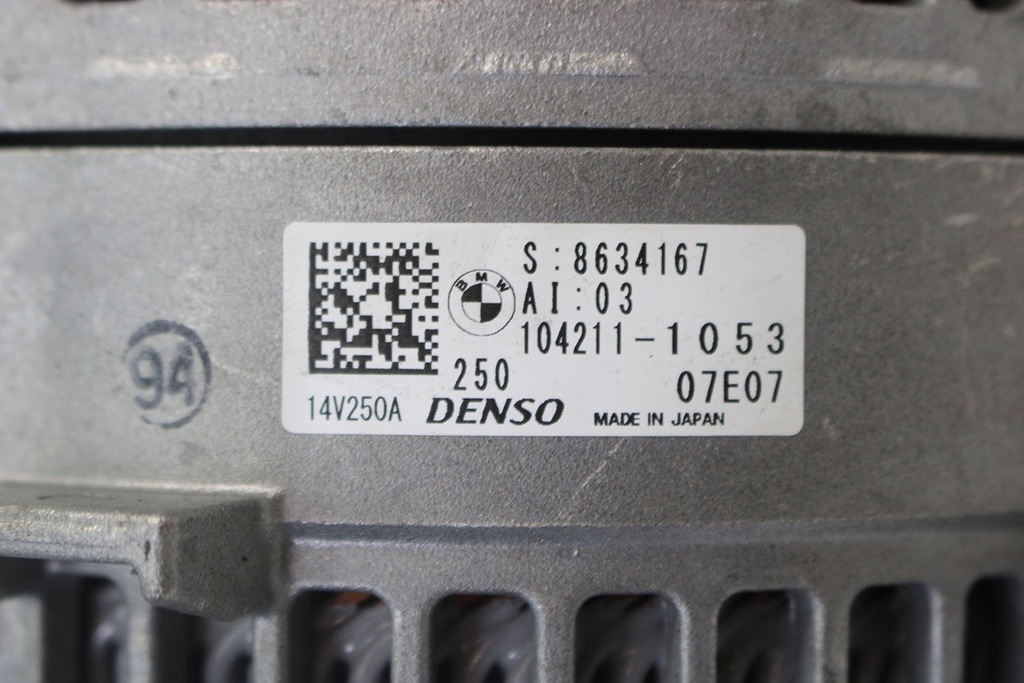 S:8634167
BMW
AI:03
104211-1053
250
07E07
14V250A
DENSO
MADE IN JAPAN
94